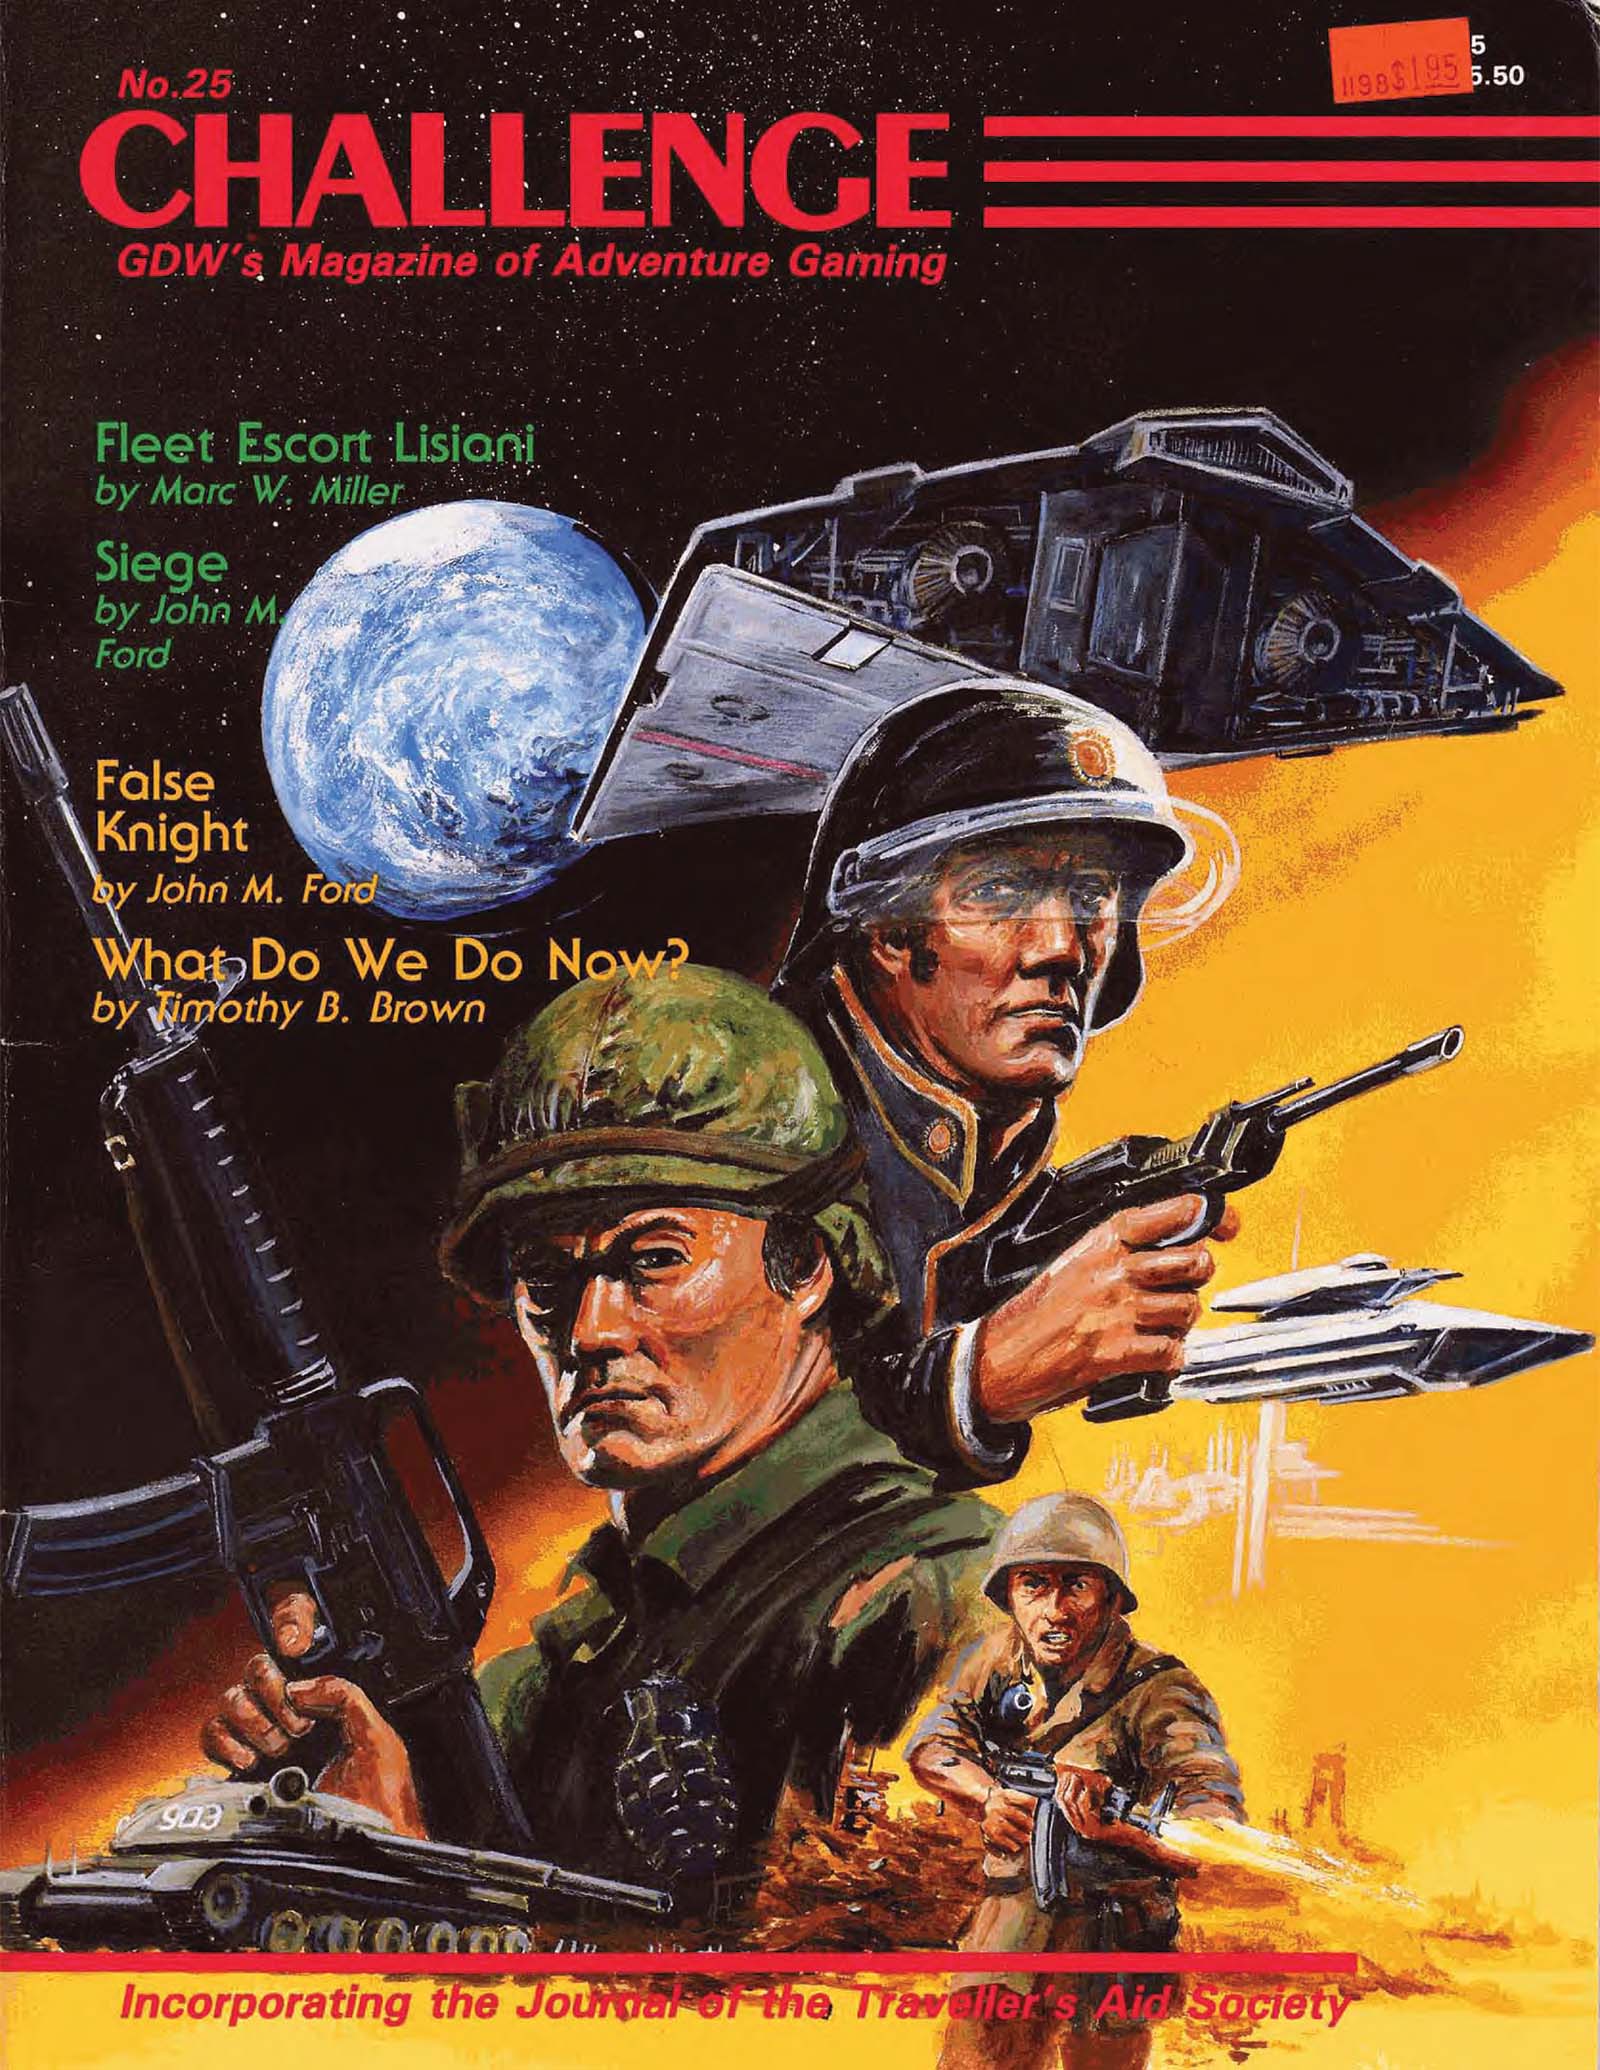 No.25
1198$1.95
5
5.50
CHALLENGE
GDW's Magazine of Adventure Gaming
Fleet Escort Lisiani
by Marc W. Miller
Siege
by John M.
Ford
False
Knight
by John M. Ford
What Do We Do Now?
by Timothy B. Brown
903
Incorporating the Journal of the Traveller's Aid Society